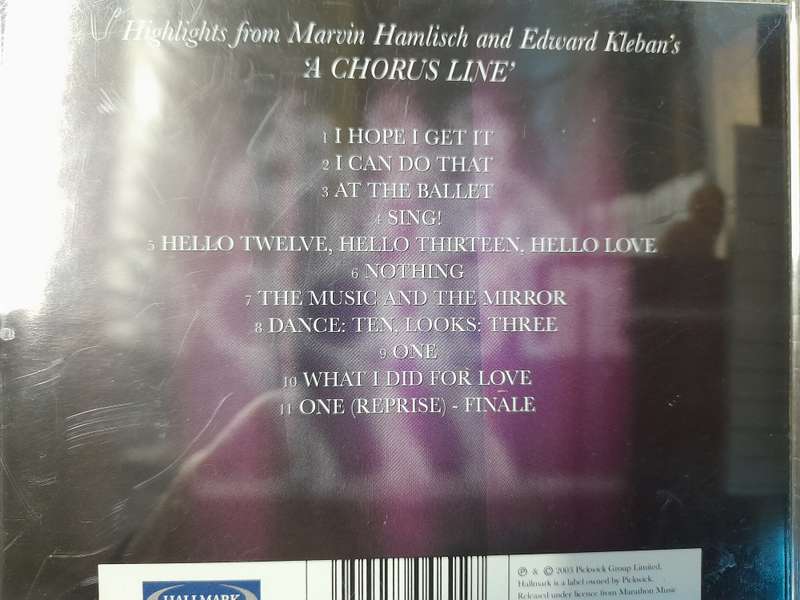 Highlights from Marvin Hamlisch and Edward Kleban's
'A CHORUS LINE'
1 I HOPE I GET IT
2 I CAN DO THAT
3 AT THE BALLET
4 SING!
5 HELLO TWELVE, HELLO THIRTEEN, HELLO LOVE
6 NOTHING
7 THE MUSIC AND THE MIRROR
8 DANCE: TEN, LOOKS: THREE
9 ONE
10 WHAT I DID FOR LOVE
11 ONE (REPRISE) - FINALE
HALLMARK
℗ & © 2003 Pickwick Group Limited.
Hallmark is a label owned by Pickwick.
Released under licence from Marathon Music